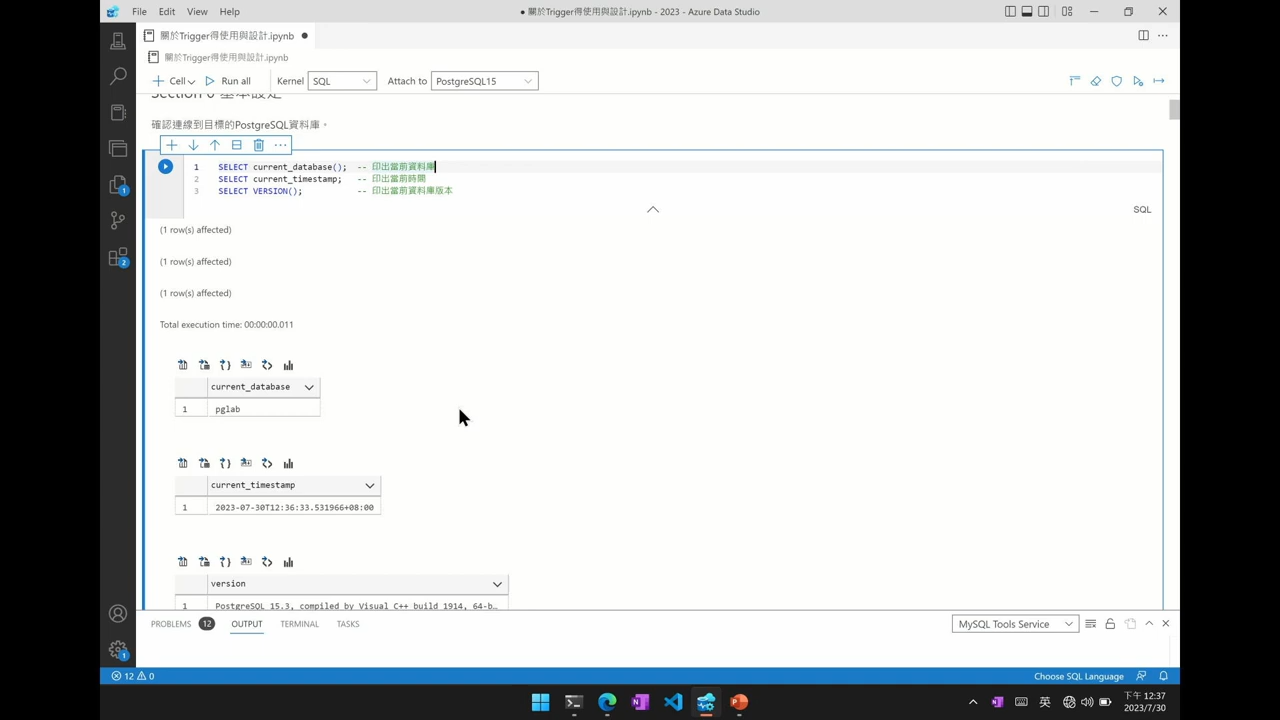 File Edit View Help
● 關於Trigger得使用與設計.ipynb - 2023 - Azure Data Studio
關於Trigger得使用與設計.ipynb ●
關於Trigger得使用與設計.ipynb
Cell Run all Kernel SQL Attach to PostgreSQL15
Section 0 基本設定
確認連線到目標的PostgreSQL資料庫。
1 SELECT current_database(); -- 印出當前資料庫
2 SELECT current_timestamp; -- 印出當前時間
3 SELECT VERSION(); -- 印出當前資料庫版本
SQL
(1 row(s) affected)
(1 row(s) affected)
(1 row(s) affected)
Total execution time: 00:00:00.011
current_database
1 pglab
current_timestamp
1 2023-07-30T12:36:33.531966+08:00
version
1 PostgreSQL 15.3, compiled by Visual C++ build 1914, 64-b…
1
2
1
PROBLEMS 12 OUTPUT TERMINAL TASKS
MySQL Tools Service
12 0
Choose SQL Language
英
下午 12:37
2023/7/30